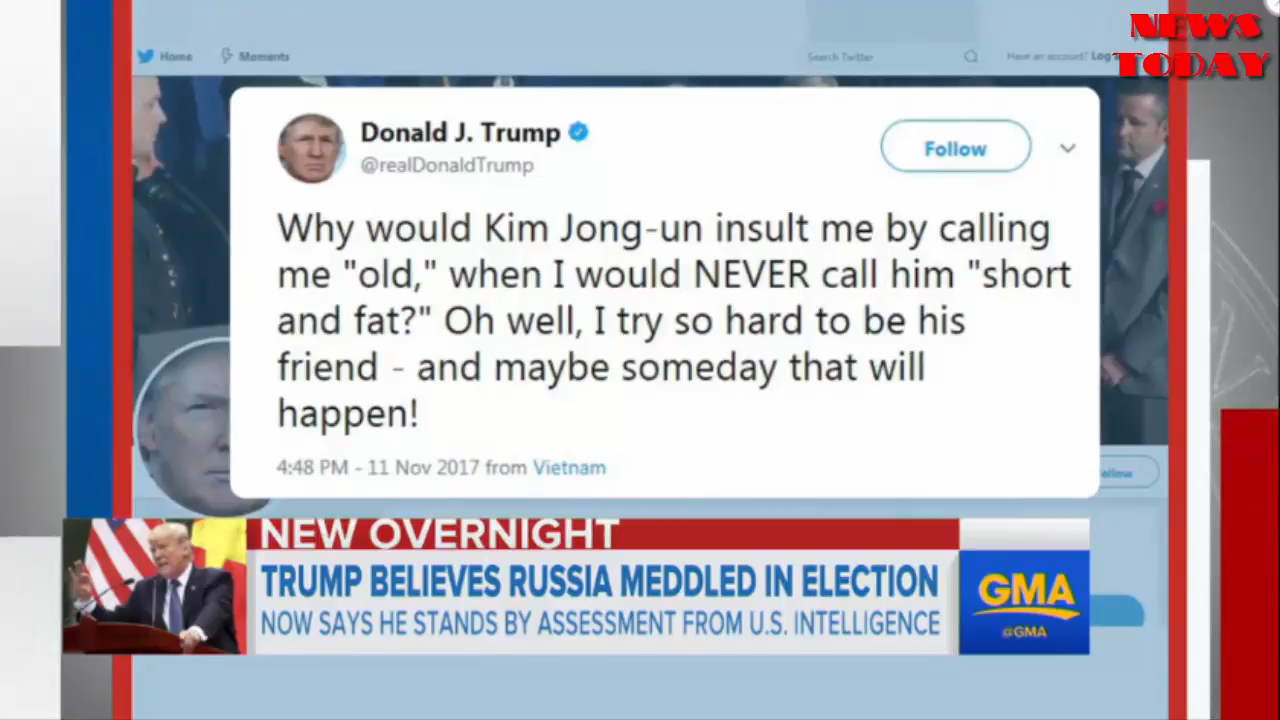 NEWS
TODAY
Home
Moments
Search Twitter
Have an account? Log
Donald J. Trump
@realDonaldTrump
Follow
Why would Kim Jong-un insult me by calling
me "old," when I would NEVER call him "short
and fat?" Oh well, I try so hard to be his
friend - and maybe someday that will
happen!
4:48 PM - 11 Nov 2017 from Vietnam
NEW OVERNIGHT
TRUMP BELIEVES RUSSIA MEDDLED IN ELECTION
NOW SAYS HE STANDS BY ASSESSMENT FROM U.S. INTELLIGENCE
GMA
@GMA